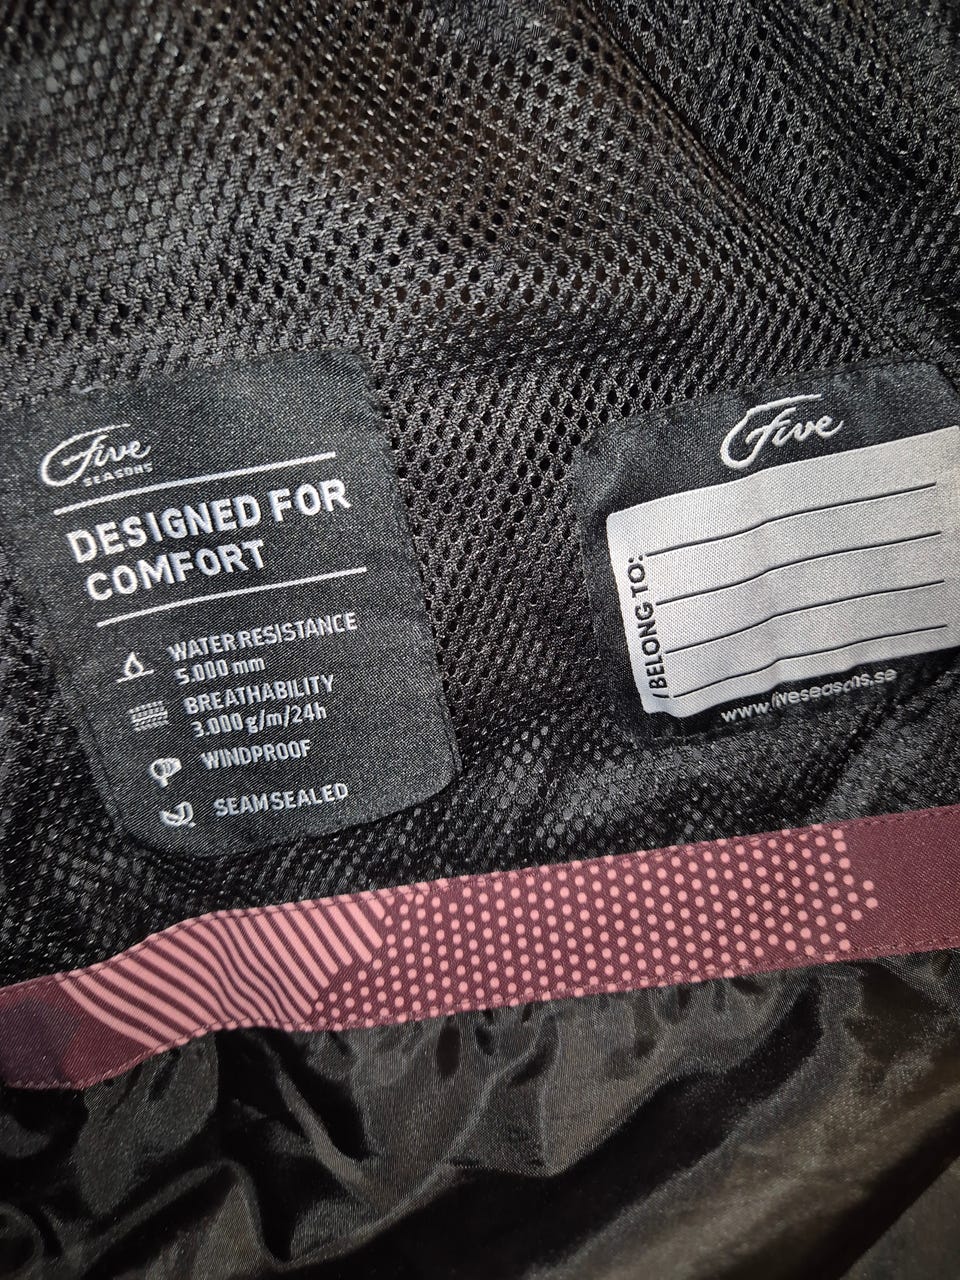 Five
SEASONS
DESIGNED FOR
COMFORT
WATER RESISTANCE
5.000 mm
BREATHABILITY
3.000 g/m/24h
WINDPROOF
SEAM SEALED
Five
I BELONG TO:
www.fiveseasons.se